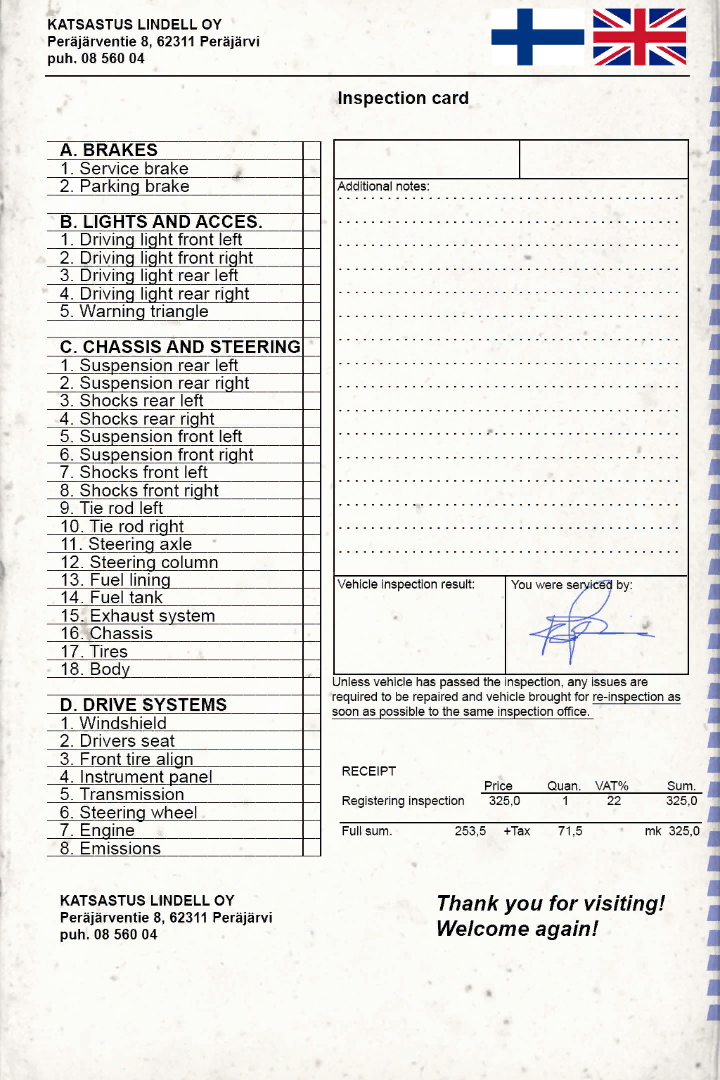 KATSASTUS LINDELL OY
Peräjärventie 8, 62311 Peräjärvi
puh. 08 560 04
Inspection card
A. BRAKES
1. Service brake
2. Parking brake
B. LIGHTS AND ACCES.
1. Driving light front left
2. Driving light front right
3. Driving light rear left
4. Driving light rear right
5. Warning triangle
C. CHASSIS AND STEERING
1. Suspension rear left
2. Suspension rear right
3. Shocks rear left
4. Shocks rear right
5. Suspension front left
6. Suspension front right
7. Shocks front left
8. Shocks front right
9. Tie rod left
10. Tie rod right
11. Steering axle
12. Steering column
13. Fuel lining
14. Fuel tank
15. Exhaust system
16. Chassis
17. Tires
18. Body
D. DRIVE SYSTEMS
1. Windshield
2. Drivers seat
3. Front tire align
4. Instrument panel
5. Transmission
6. Steering wheel
7. Engine
8. Emissions
Additional notes:
Vehicle inspection result:
You were serviced by:
Unless vehicle has passed the inspection, any issues are
required to be repaired and vehicle brought for re-inspection as
soon as possible to the same inspection office.
RECEIPT
Price Quan. VAT% Sum.
Registering inspection 325,0 1 22 325,0
Full sum. 253,5 +Tax 71,5 mk 325,0
KATSASTUS LINDELL OY
Peräjärventie 8, 62311 Peräjärvi
puh. 08 560 04
Thank you for visiting!
Welcome again!